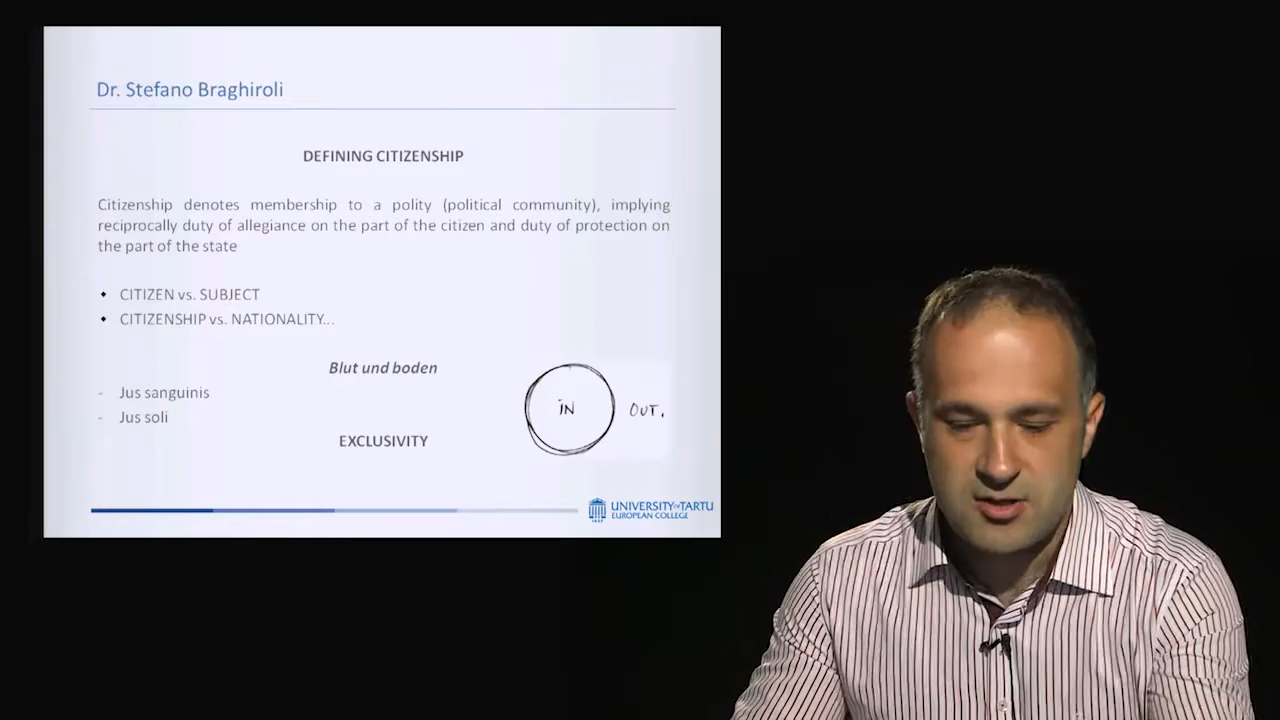 Dr. Stefano Braghiroli
DEFINING CITIZENSHIP
Citizenship denotes membership to a polity (political community), implying
reciprocally duty of allegiance on the part of the citizen and duty of protection on
the part of the state
CITIZEN vs. SUBJECT
CITIZENSHIP vs. NATIONALITY...
Blut und boden
- Jus sanguinis
- Jus soli
IN OUT.
EXCLUSIVITY
UNIVERSITY OF TARTU
EUROPEAN COLLEGE
1632